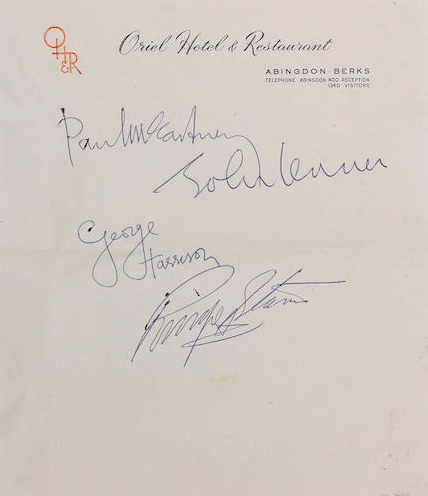 OH&R
Oriel Hotel & Restaurant
ABINGDON · BERKS
TELEPHONE: ABINGDON 400 · RECEPTION
1340 VISITORS
Paul McCartney
John Lennon
George
Harrison
Ringo Starr